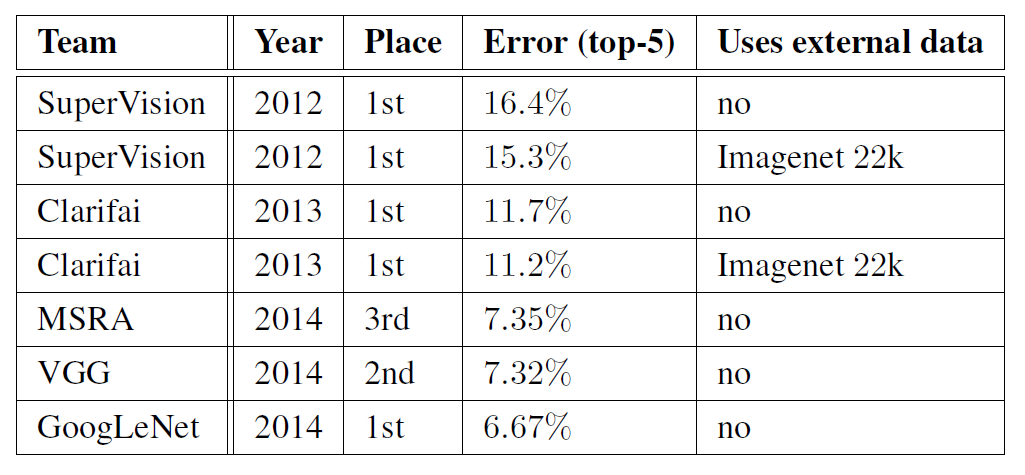 Team Year Place Error (top-5) Uses external data
SuperVision 2012 1st 16.4% no
SuperVision 2012 1st 15.3% Imagenet 22k
Clarifai 2013 1st 11.7% no
Clarifai 2013 1st 11.2% Imagenet 22k
MSRA 2014 3rd 7.35% no
VGG 2014 2nd 7.32% no
GoogLeNet 2014 1st 6.67% no